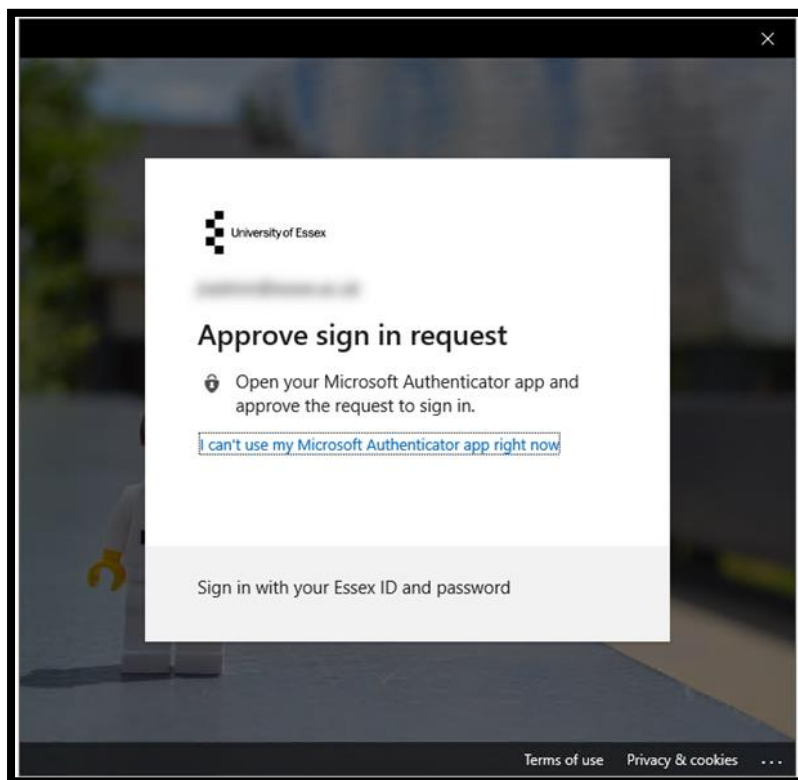 University of Essex
Approve sign in request
Open your Microsoft Authenticator app and
approve the request to sign in.
I can't use my Microsoft Authenticator app right now
Sign in with your Essex ID and password
Terms of use Privacy & cookies ...